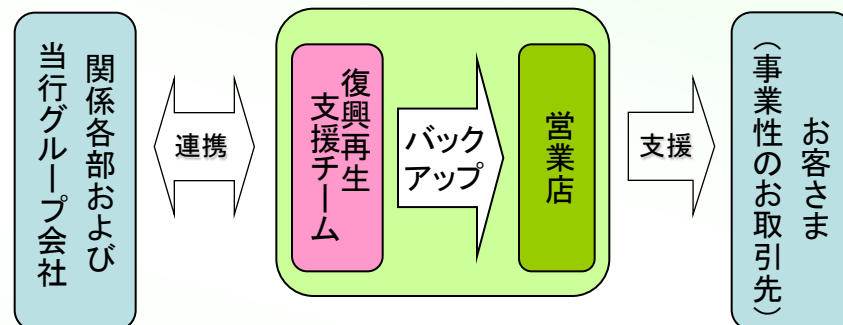 関係各部および
当行グループ会社
連携
復興再生
支援チーム
バック
アップ
営業店
支援
お客さま
（事業性のお取引先）